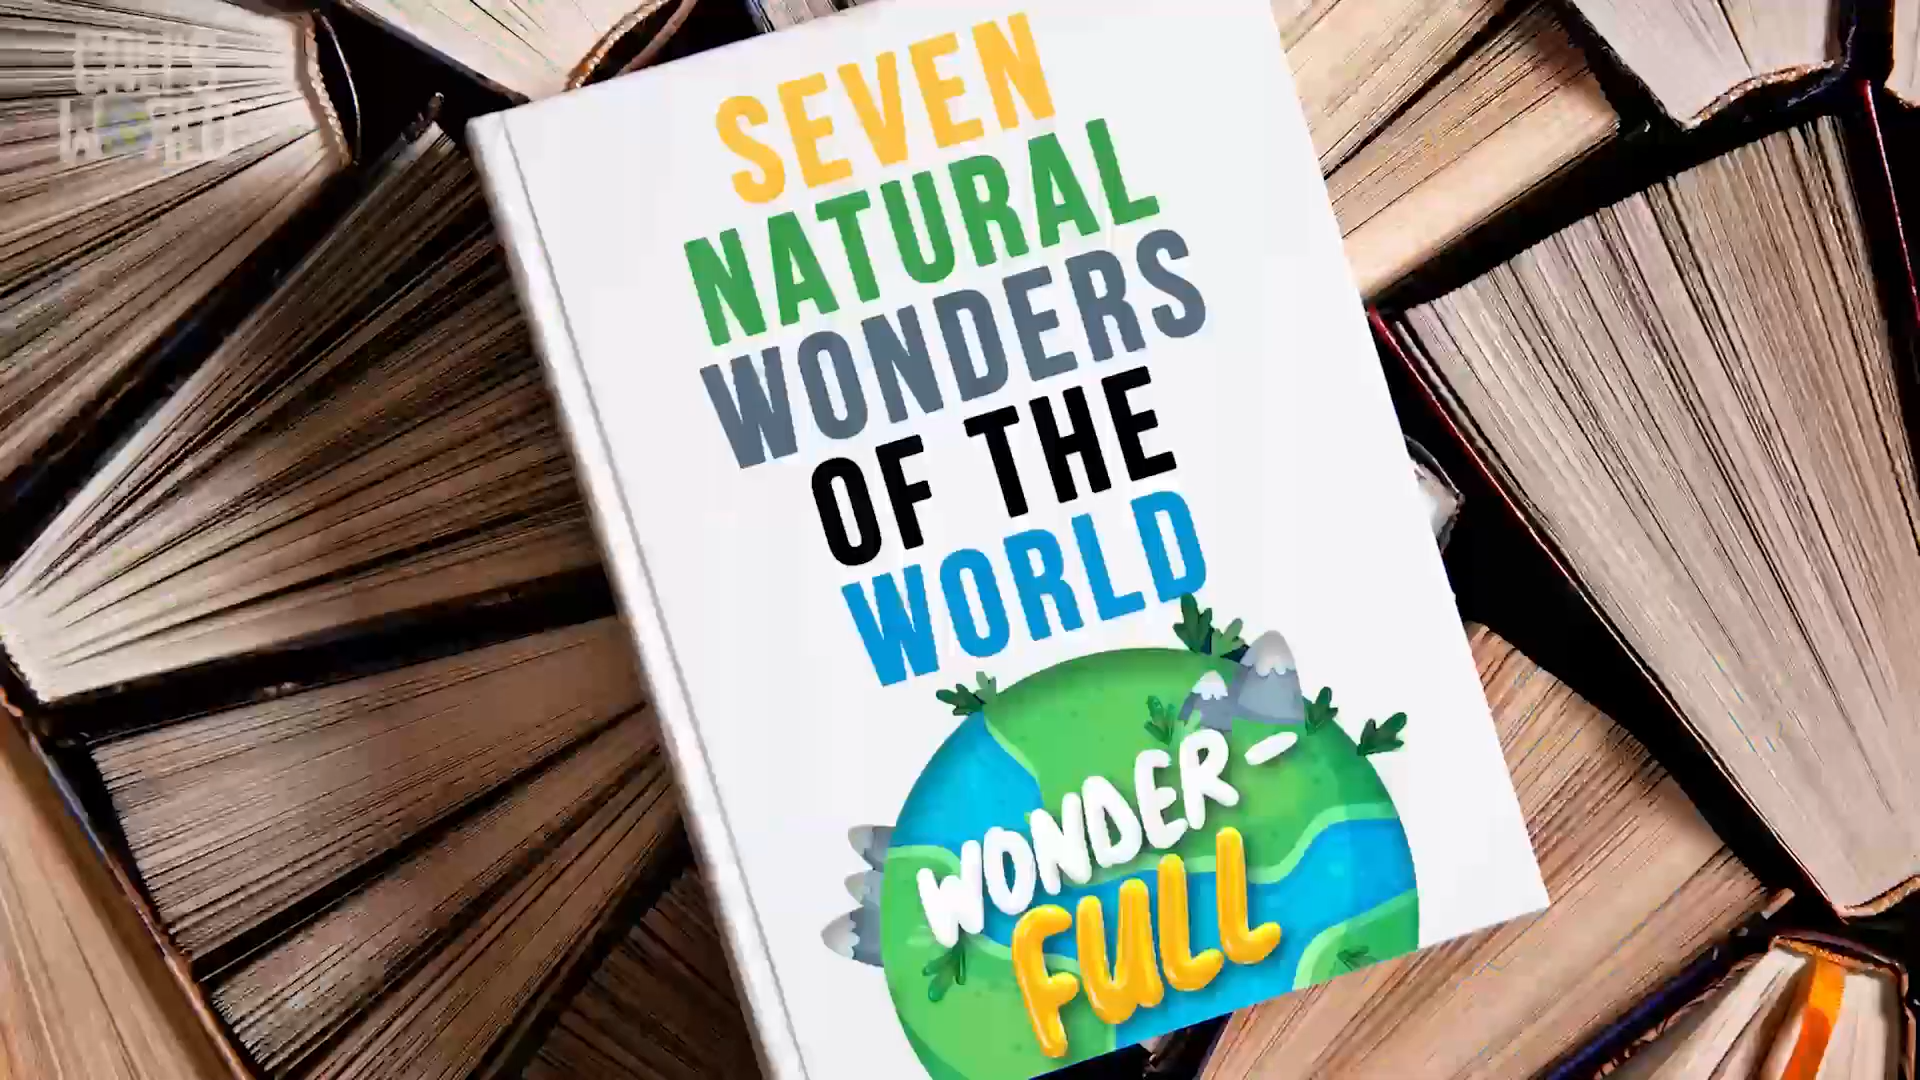 SEVEN
NATURAL
WONDERS
OF THE
WORLD
WONDER-
FULL